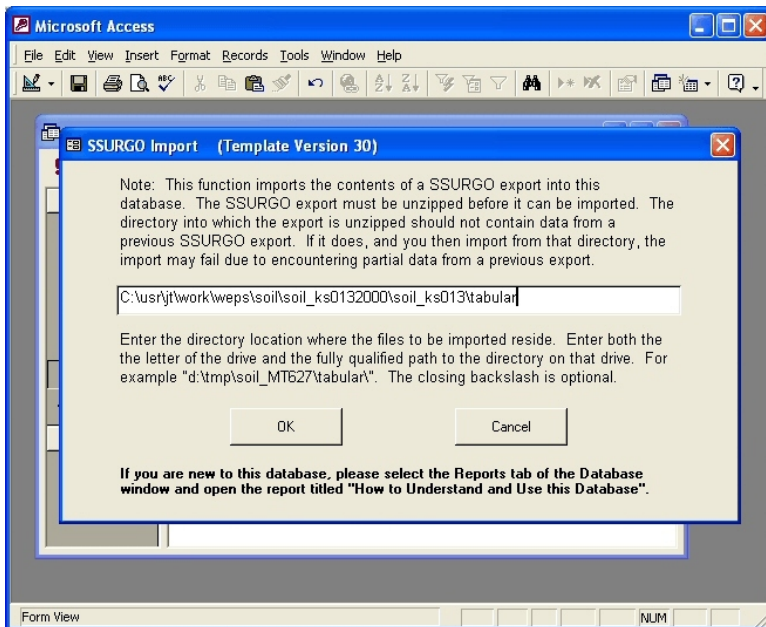 Microsoft Access
File Edit View Insert Format Records Tools Window Help
SSURGO Import (Template Version 30)
Note: This function imports the contents of a SSURGO export into this
database. The SSURGO export must be unzipped before it can be imported. The
directory into which the export is unzipped should not contain data from a
previous SSURGO export. If it does, and you then import from that directory, the
import may fail due to encountering partial data from a previous export.
C:\usr\jt\work\weps\soil\soil_ks0132000\soil_ks013\tabular
Enter the directory location where the files to be imported reside. Enter both the
the letter of the drive and the fully qualified path to the directory on that drive. For
example "d:\tmp\soil_MT627\tabular\". The closing backslash is optional.
OK Cancel
If you are new to this database, please select the Reports tab of the Database
window and open the report titled "How to Understand and Use this Database".
Form View NUM